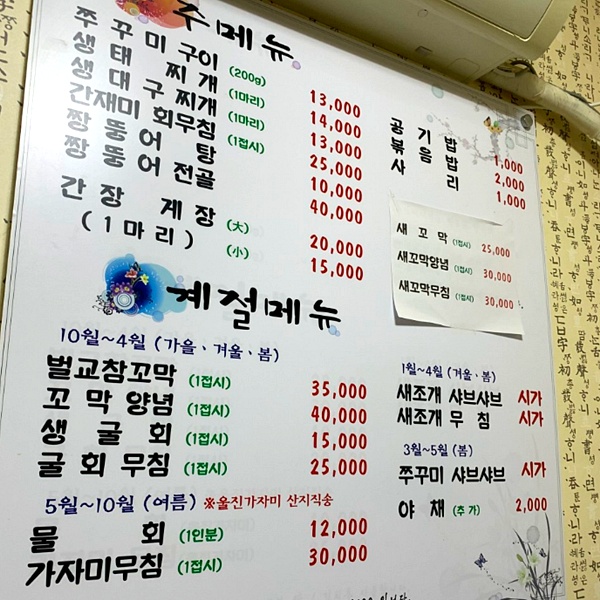 주메뉴
쭈꾸미구이 (200g) 13,000
생태찌개 (1마리) 14,000
생대구찌개 (1마리) 13,000
간재미회무침 (1접시) 25,000
짱뚱어탕 10,000
짱뚱어전골 40,000
간장게장 (大) 20,000
(1마리) (小) 15,000
공기밥 1,000
볶음밥 2,000
사리 1,000
새꼬막 (1접시) 25,000
새꼬막양념 (1접시) 30,000
새꼬막무침 (1접시) 30,000
계절메뉴
10월~4월 (가을、겨울、봄)
벌교참꼬막 (1접시) 35,000
꼬막양념 (1접시) 40,000
생굴회 (1접시) 15,000
굴회무침 (1접시) 25,000
5월~10월 (여름) ※울진가자미 산지직송
물회 (1인분) 12,000
가자미무침 (1접시) 30,000
1월~4월 (겨울、봄)
새조개 샤브샤브 시가
새조개무침 시가
3월~5월 (봄)
쭈꾸미 샤브샤브 시가
야채 (추가) 2,000